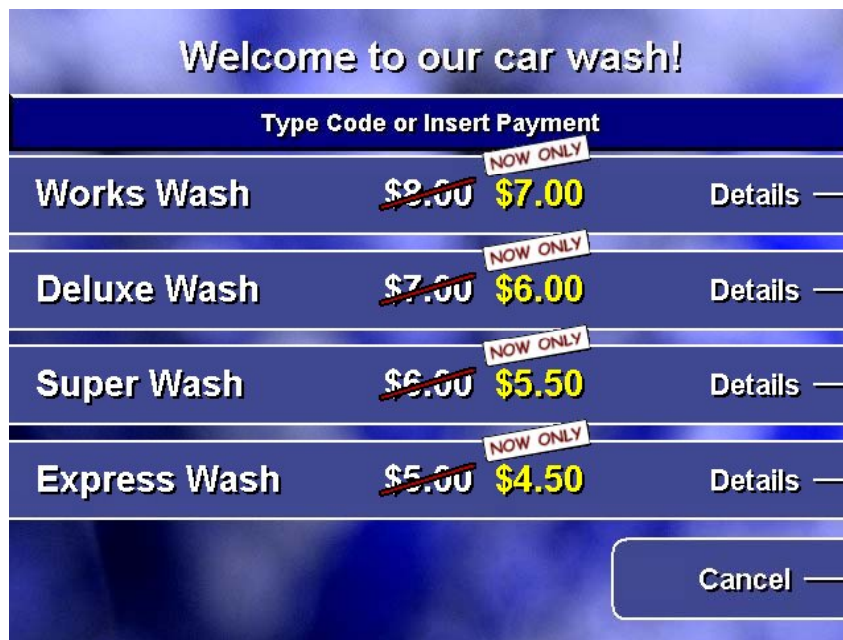 Welcome to our car wash!
Type Code or Insert Payment
NOW ONLY
Works Wash $8.00 $7.00 Details
NOW ONLY
Deluxe Wash $7.00 $6.00 Details
NOW ONLY
Super Wash $6.00 $5.50 Details
NOW ONLY
Express Wash $5.00 $4.50 Details
Cancel